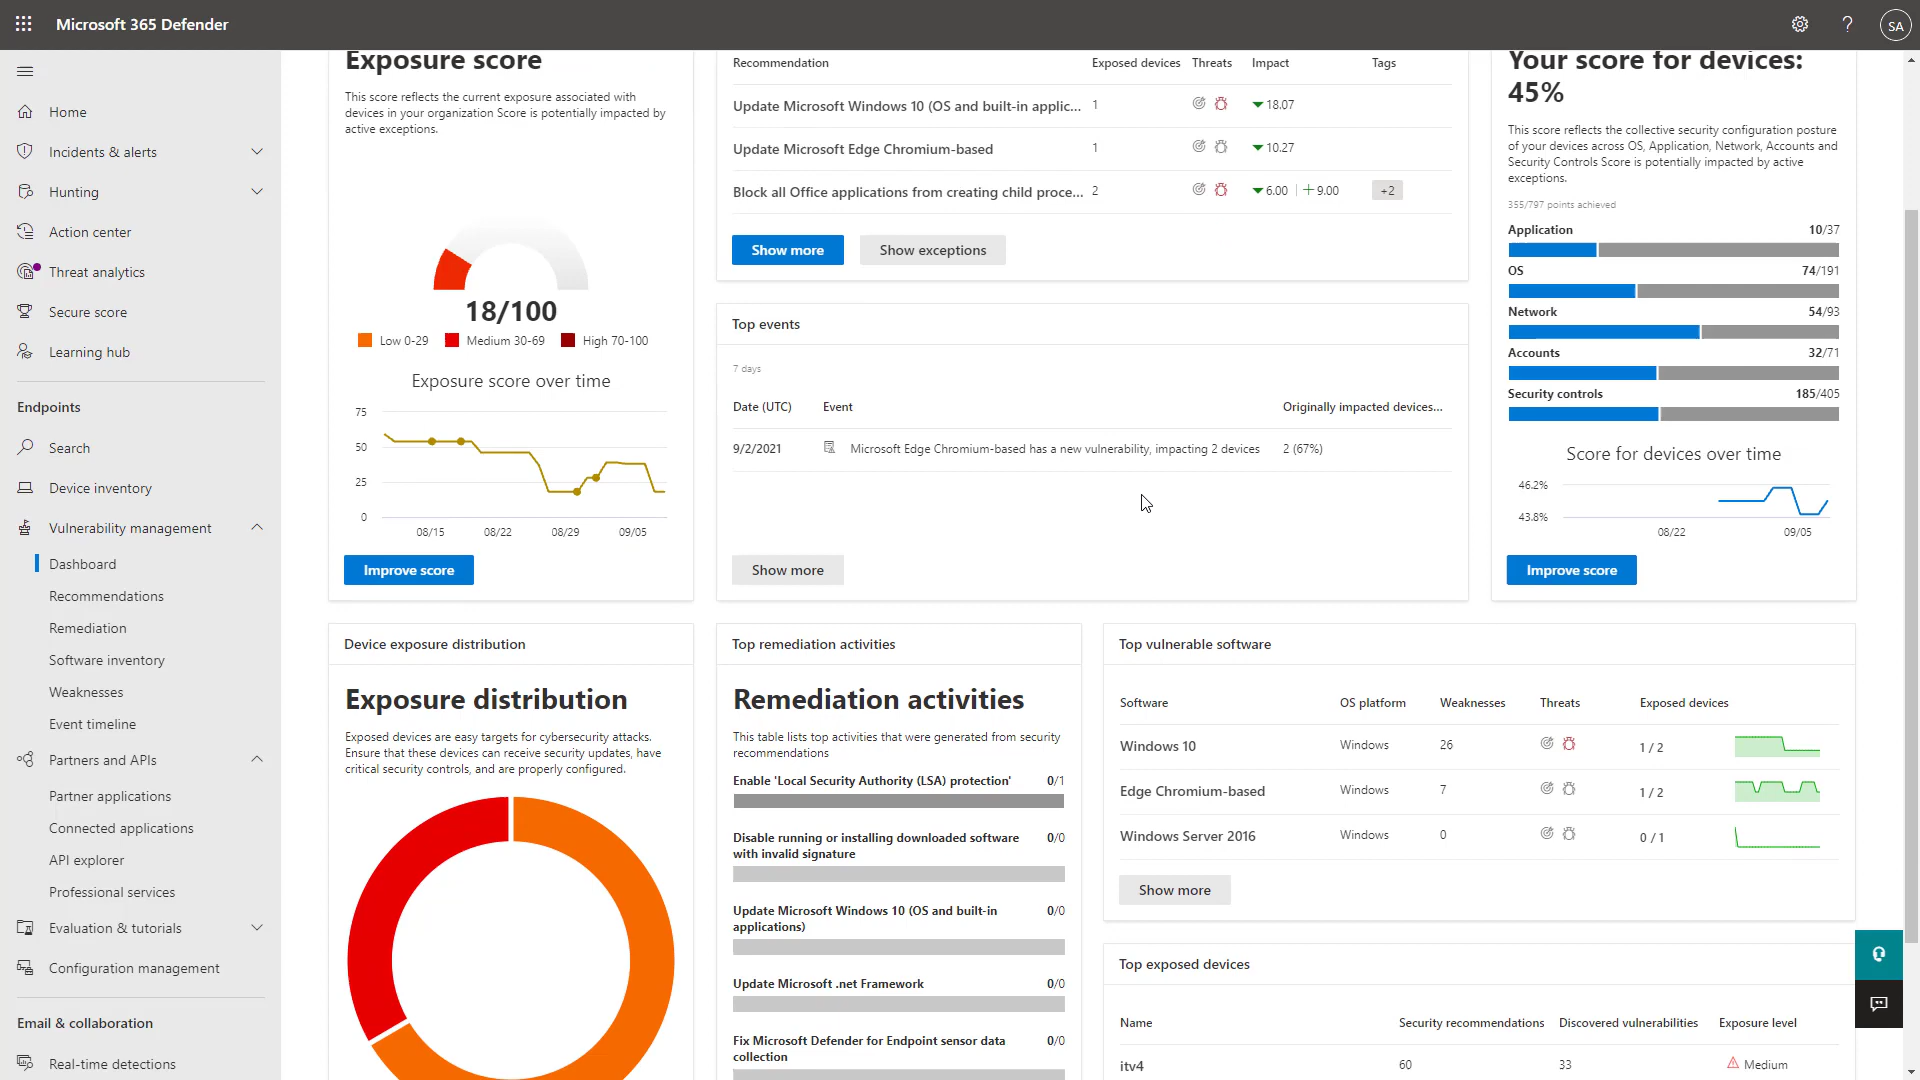 Microsoft 365 Defender
?
SA
Home
Incidents & alerts
Hunting
Action center
Threat analytics
Secure score
Learning hub
Endpoints
Search
Device inventory
Vulnerability management
Dashboard
Recommendations
Remediation
Software inventory
Weaknesses
Event timeline
Partners and APIs
Partner applications
Connected applications
API explorer
Professional services
Evaluation & tutorials
Configuration management
Email & collaboration
Real-time detections
Exposure score
This score reflects the current exposure associated with
devices in your organization Score is potentially impacted by
active exceptions.
18/100
Low 0-29 Medium 30-69 High 70-100
Exposure score over time
75
50
25
0
08/15 08/22 08/29 09/05
Improve score
Recommendation Exposed devices Threats Impact Tags
Update Microsoft Windows 10 (OS and built-in applic... 1 18.07
Update Microsoft Edge Chromium-based 1 10.27
Block all Office applications from creating child proce... 2 6.00 | + 9.00 +2
Show more Show exceptions
Top events
7 days
Date (UTC) Event Originally impacted devices...
9/2/2021 Microsoft Edge Chromium-based has a new vulnerability, impacting 2 devices 2 (67%)
Show more
Your score for devices:
45%
This score reflects the collective security configuration posture
of your devices across OS, Application, Network, Accounts and
Security Controls Score is potentially impacted by active
exceptions.
355/797 points achieved
Application 10/37
OS 74/191
Network 54/93
Accounts 32/71
Security controls 185/405
Score for devices over time
46.2%
43.8%
08/22 09/05
Improve score
Device exposure distribution
Exposure distribution
Exposed devices are easy targets for cybersecurity attacks.
Ensure that these devices can receive security updates, have
critical security controls, and are properly configured.
Top remediation activities
Remediation activities
This table lists top activities that were generated from security
recommendations
Enable 'Local Security Authority (LSA) protection' 0/1
Disable running or installing downloaded software 0/0
with invalid signature
Update Microsoft Windows 10 (OS and built-in 0/0
applications)
Update Microsoft .net Framework 0/0
Fix Microsoft Defender for Endpoint sensor data 0/0
collection
Top vulnerable software
Software OS platform Weaknesses Threats Exposed devices
Windows 10 Windows 26 1 / 2
Edge Chromium-based Windows 7 1 / 2
Windows Server 2016 Windows 0 0 / 1
Show more
Top exposed devices
Name Security recommendations Discovered vulnerabilities Exposure level
itv4 60 33 Medium